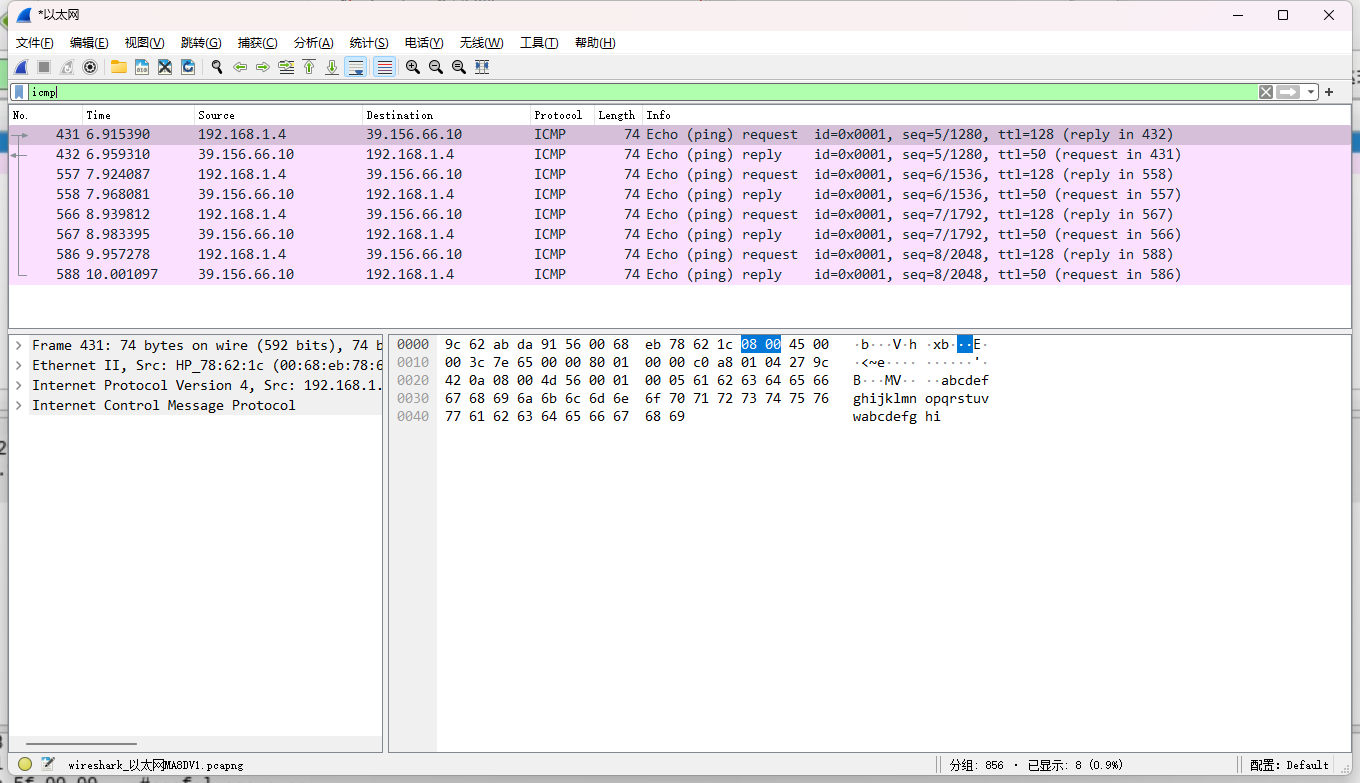 *以太网
文件(F) 编辑(E) 视图(V) 跳转(G) 捕获(C) 分析(A) 统计(S) 电话(Y) 无线(W) 工具(T) 帮助(H)
icmp
No. Time Source Destination Protocol Length Info
431 6.915390 192.168.1.4 39.156.66.10 ICMP 74 Echo (ping) request id=0x0001, seq=5/1280, ttl=128 (reply in 432)
432 6.959310 39.156.66.10 192.168.1.4 ICMP 74 Echo (ping) reply id=0x0001, seq=5/1280, ttl=50 (request in 431)
557 7.924087 192.168.1.4 39.156.66.10 ICMP 74 Echo (ping) request id=0x0001, seq=6/1536, ttl=128 (reply in 558)
558 7.968081 39.156.66.10 192.168.1.4 ICMP 74 Echo (ping) reply id=0x0001, seq=6/1536, ttl=50 (request in 557)
566 8.939812 192.168.1.4 39.156.66.10 ICMP 74 Echo (ping) request id=0x0001, seq=7/1792, ttl=128 (reply in 567)
567 8.983395 39.156.66.10 192.168.1.4 ICMP 74 Echo (ping) reply id=0x0001, seq=7/1792, ttl=50 (request in 566)
586 9.957278 192.168.1.4 39.156.66.10 ICMP 74 Echo (ping) request id=0x0001, seq=8/2048, ttl=128 (reply in 588)
588 10.001097 39.156.66.10 192.168.1.4 ICMP 74 Echo (ping) reply id=0x0001, seq=8/2048, ttl=50 (request in 586)
Frame 431: 74 bytes on wire (592 bits), 74 b
Ethernet II, Src: HP_78:62:1c (00:68:eb:78:6
Internet Protocol Version 4, Src: 192.168.1.
Internet Control Message Protocol
0000 9c 62 ab da 91 56 00 68 eb 78 62 1c 08 00 45 00 ·b···V·h ·xb···E·
0010 00 3c 7e 65 00 00 80 01 00 00 c0 a8 01 04 27 9c ·<~e···· ······'·
0020 42 0a 08 00 4d 56 00 01 00 05 61 62 63 64 65 66 B···MV·· ··abcdef
0030 67 68 69 6a 6b 6c 6d 6e 6f 70 71 72 73 74 75 76 ghijklmn opqrstuv
0040 77 61 62 63 64 65 66 67 68 69 wabcdefg hi
wireshark_以太网MA8DV1.pcapng 分组: 856 · 已显示: 8 (0.9%) 配置: Default